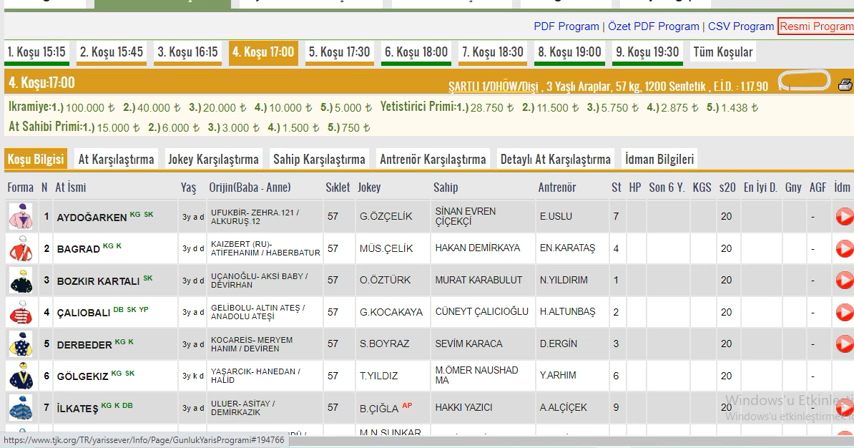 PDF Program | Özet PDF Program | CSV Program Resmi Program
1. Koşu 15:15 2. Koşu 15:45 3. Koşu 16:15 4. Koşu 17:00 5. Koşu 17:30 6. Koşu 18:00 7. Koşu 18:30 8. Koşu 19:00 9. Koşu 19:30 Tüm Koşular
4. Koşu:17:00 ŞARTLI 1/DHÖW/Dişi , 3 Yaşlı Araplar, 57 kg, 1200 Sentetik , E.İ.D. : 1.17.90
Ikramiye:1.) 100.000 ₺ 2.) 40.000 ₺ 3.) 20.000 ₺ 4.) 10.000 ₺ 5.) 5.000 ₺ Yetistirici Primi:1.) 28.750 ₺ 2.) 11.500 ₺ 3.) 5.750 ₺ 4.) 2.875 ₺ 5.) 1.438 ₺
At Sahibi Primi:1.) 15.000 ₺ 2.) 6.000 ₺ 3.) 3.000 ₺ 4.) 1.500 ₺ 5.) 750 ₺
Koşu Bilgisi At Karşılaştırma Jokey Karşılaştırma Sahip Karşılaştırma Antrenör Karşılaştırma Detaylı At Karşılaştırma İdman Bilgileri
Forma N At İsmi Yaş Orijin(Baba - Anne) Sıklet Jokey Sahip Antrenör St HP Son 6 Y. KGS s20 En iyi D. Gny AGF İdm
1 AYDOĞARKEN KG SK 3y a d UFUKBİR- ZEHRA.121 / ALKURUŞ.12 57 G.ÖZÇELİK SİNAN EVREN ÇİÇEKÇİ E.USLU 7 20 -
2 BAGRAD KG K 3y d d KAIZBERT (RU)- ATIFEHANIM / HABERBATUR 57 MÜS.ÇELİK HAKAN DEMİRKAYA EN.KARATAŞ 4 20 -
3 BOZKIR KARTALI SK 3y d d UÇANOĞLU- AKSI BABY / DEVİRHAN 57 O.ÖZTÜRK MURAT KARABULUT N.YILDIRIM 1 20 -
4 ÇALIOBALI DB SK YP 3y d d GELİBOLU- ALTIN ATEŞ / ANADOLU ATEŞİ 57 G.KOCAKAYA CÜNEYT ÇALICIOĞLU H.ALTUNBAŞ 2 20 -
5 DERBEDER KG K 3y a d KOCAREİS- MERYEM HANIM / DEVIREN 57 S.BOYRAZ SEVİM KARACA D.ERGİN 3 20 -
6 GÖLGEKIZ KG SK 3y k d YAŞARCIK- HANEDAN / HALİD 57 T.YILDIZ M.ÖMER NAUSHAD MA Y.ARHIM 6 20 -
7 İLKATEŞ KG K DB 3y a d ULUER- ASİTAY / DEMİRKAZIK 57 B.ÇIĞLA AP HAKKI YAZICI A.ALÇİÇEK 9 20 -
Windows'u Etkinleş
Windows'u etkinleştirme
https://www.tjk.org/TR/yarissever/Info/Page/GunlukYarisProgrami#194766